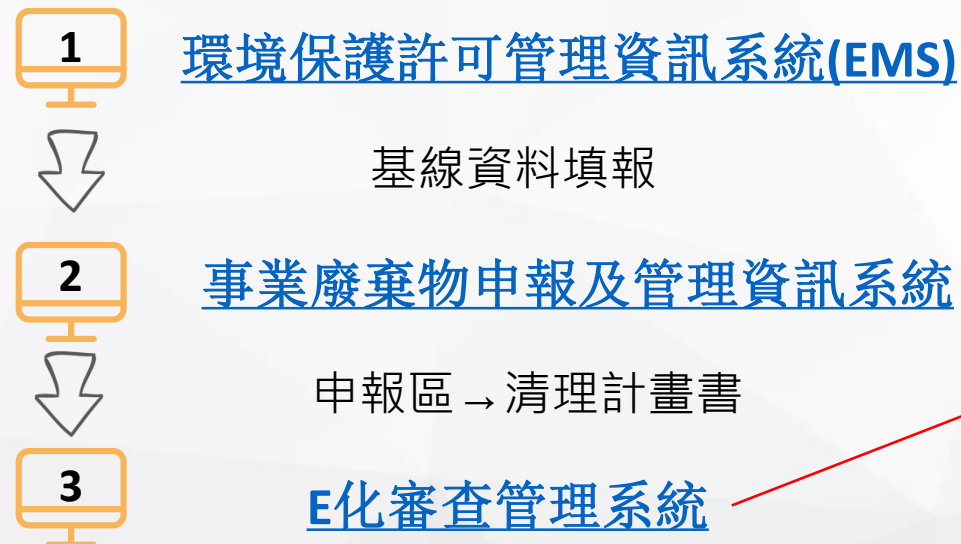 1
環境保護許可管理資訊系統(EMS)
基線資料填報
2
事業廢棄物申報及管理資訊系統
申報區→清理計畫書
3
E化審查管理系統